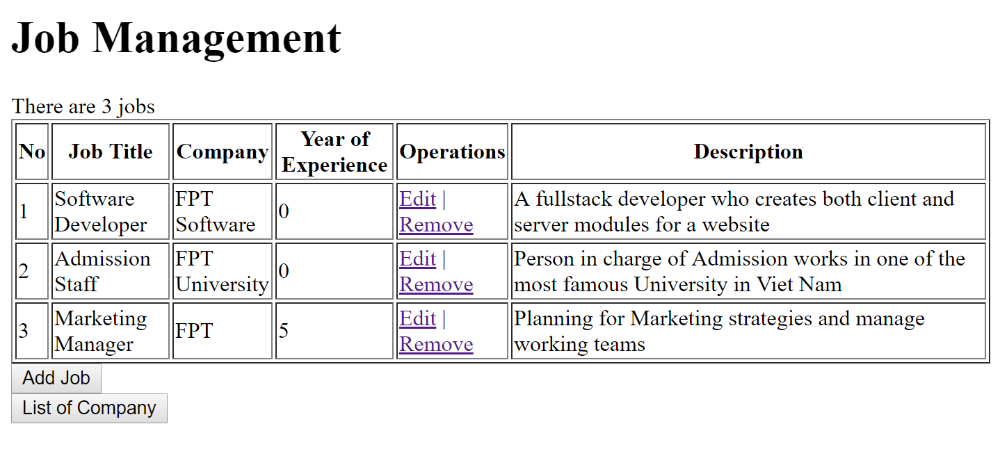 Job Management
There are 3 jobs
No Job Title Company Year of Experience Operations Description
1 Software Developer FPT Software 0 Edit | Remove A fullstack developer who creates both client and server modules for a website
2 Admission Staff FPT University 0 Edit | Remove Person in charge of Admission works in one of the most famous University in Viet Nam
3 Marketing Manager FPT 5 Edit | Remove Planning for Marketing strategies and manage working teams
Add Job
List of Company